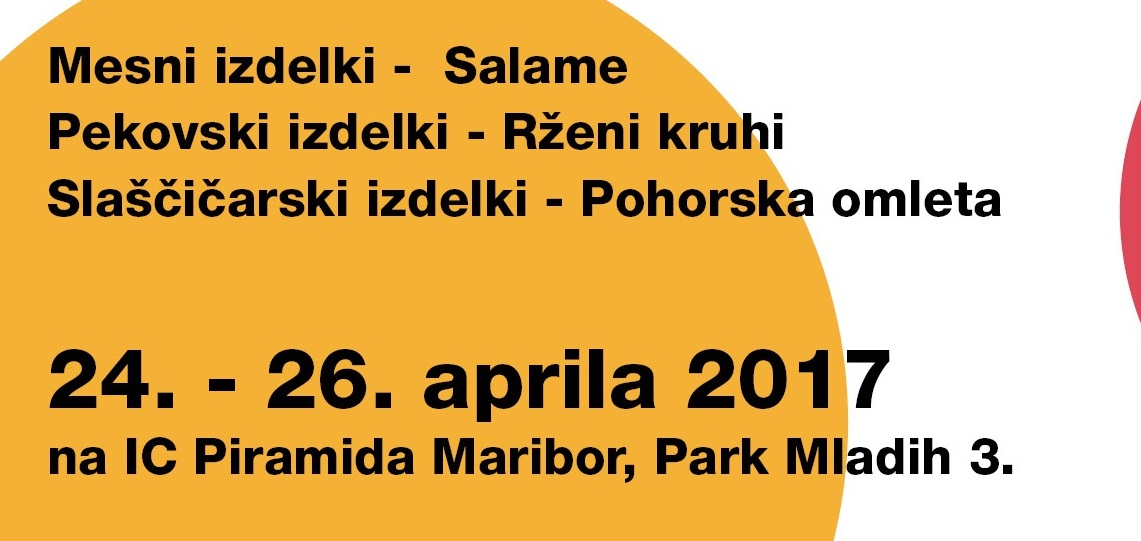 Mesni izdelki -  Salame
Pekovski izdelki - Rženi kruhi
Slaščičarski izdelki - Pohorska omleta
24. - 26. aprila 2017
na IC Piramida Maribor, Park Mladih 3.